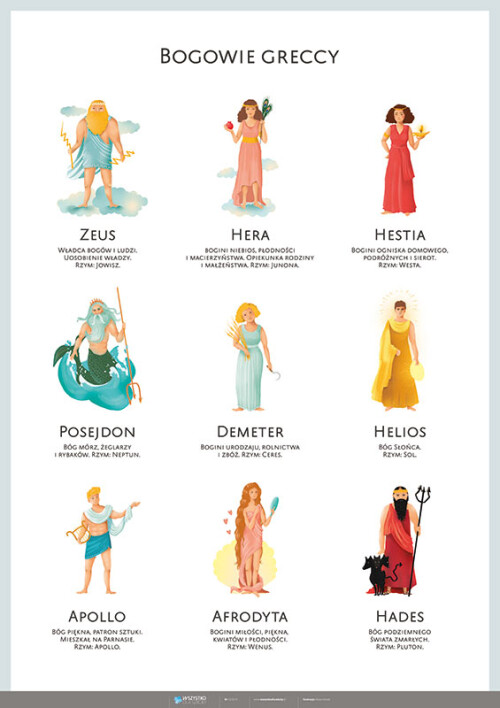 BOGOWIE GRECCY
ZEUS
WŁADCA BOGÓW I LUDZI.
UOSOBIENIE WŁADZY.
RZYM: JOWISZ.
HERA
BOGINI NIEBIOS, PŁODNOŚCI
I MACIERZYŃSTWA. OPIEKUNKA RODZINY
I MAŁŻEŃSTWA. RZYM: JUNONA.
HESTIA
BOGINI OGNISKA DOMOWEGO,
PODRÓŻNYCH I SIEROT.
RZYM: WESTA.
POSEJDON
BÓG MÓRZ, ŻEGLARZY
I RYBAKÓW. RZYM: NEPTUN.
DEMETER
BOGINI URODZAJU, ROLNICTWA
I ZBÓŻ. RZYM: CERES.
HELIOS
BÓG SŁOŃCA.
RZYM: SOL.
APOLLO
BÓG PIĘKNA, PATRON SZTUKI.
MIESZKAŁ NA PARNASIE.
RZYM: APOLLO.
AFRODYTA
BOGINI MIŁOŚCI, PIĘKNA,
KWIATÓW I PŁODNOŚCI.
RZYM: WENUS.
HADES
BÓG PODZIEMNEGO
ŚWIATA ZMARŁYCH.
RZYM: PLUTON.
WSZYSTKO